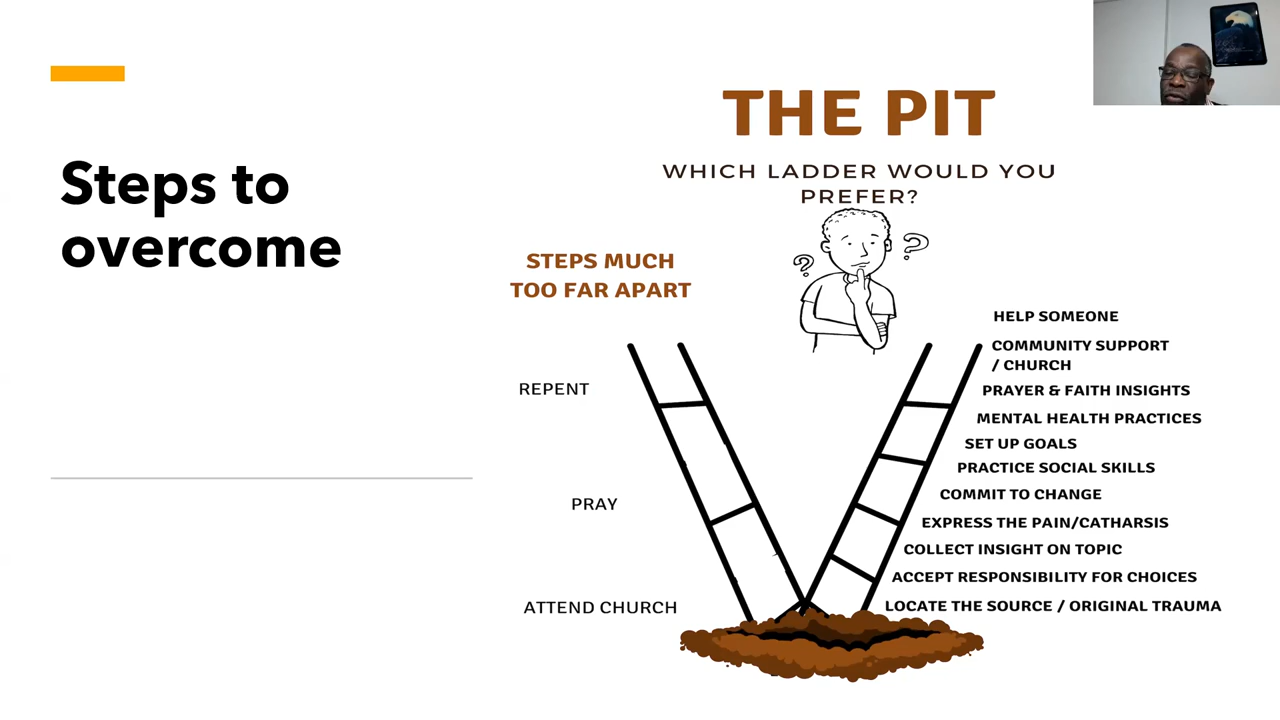 Steps to
overcome
THE PIT
WHICH LADDER WOULD YOU
PREFER?
? ?
STEPS MUCH
TOO FAR APART
REPENT
PRAY
ATTEND CHURCH
HELP SOMEONE
COMMUNITY SUPPORT
/ CHURCH
PRAYER & FAITH INSIGHTS
MENTAL HEALTH PRACTICES
SET UP GOALS
PRACTICE SOCIAL SKILLS
COMMIT TO CHANGE
EXPRESS THE PAIN/CATHARSIS
COLLECT INSIGHT ON TOPIC
ACCEPT RESPONSIBILITY FOR CHOICES
LOCATE THE SOURCE / ORIGINAL TRAUMA